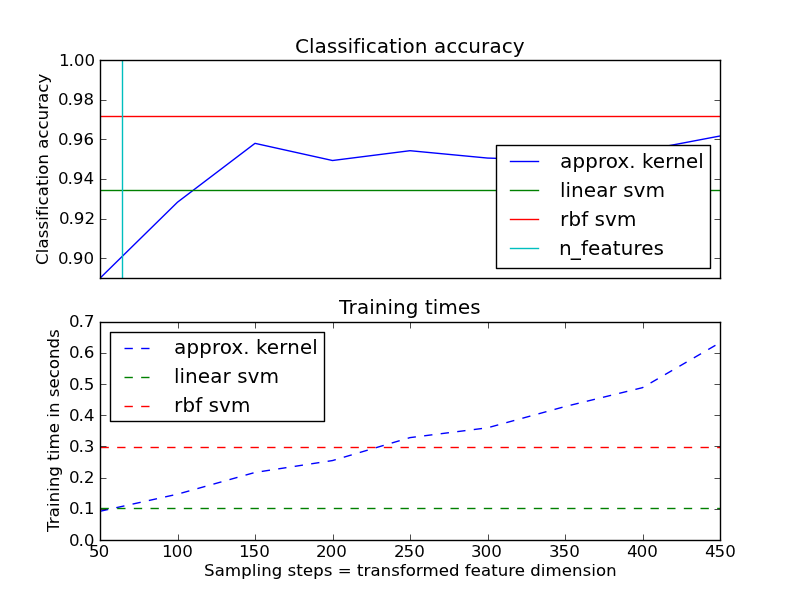 Classification accuracy
Classification accuracy
1.00
0.98
0.96
0.94
0.92
0.90
approx. kernel
linear svm
rbf svm
n_features
Training times
Training time in seconds
0.7
0.6
0.5
0.4
0.3
0.2
0.1
0.0
approx. kernel
linear svm
rbf svm
50 100 150 200 250 300 350 400 450
Sampling steps = transformed feature dimension